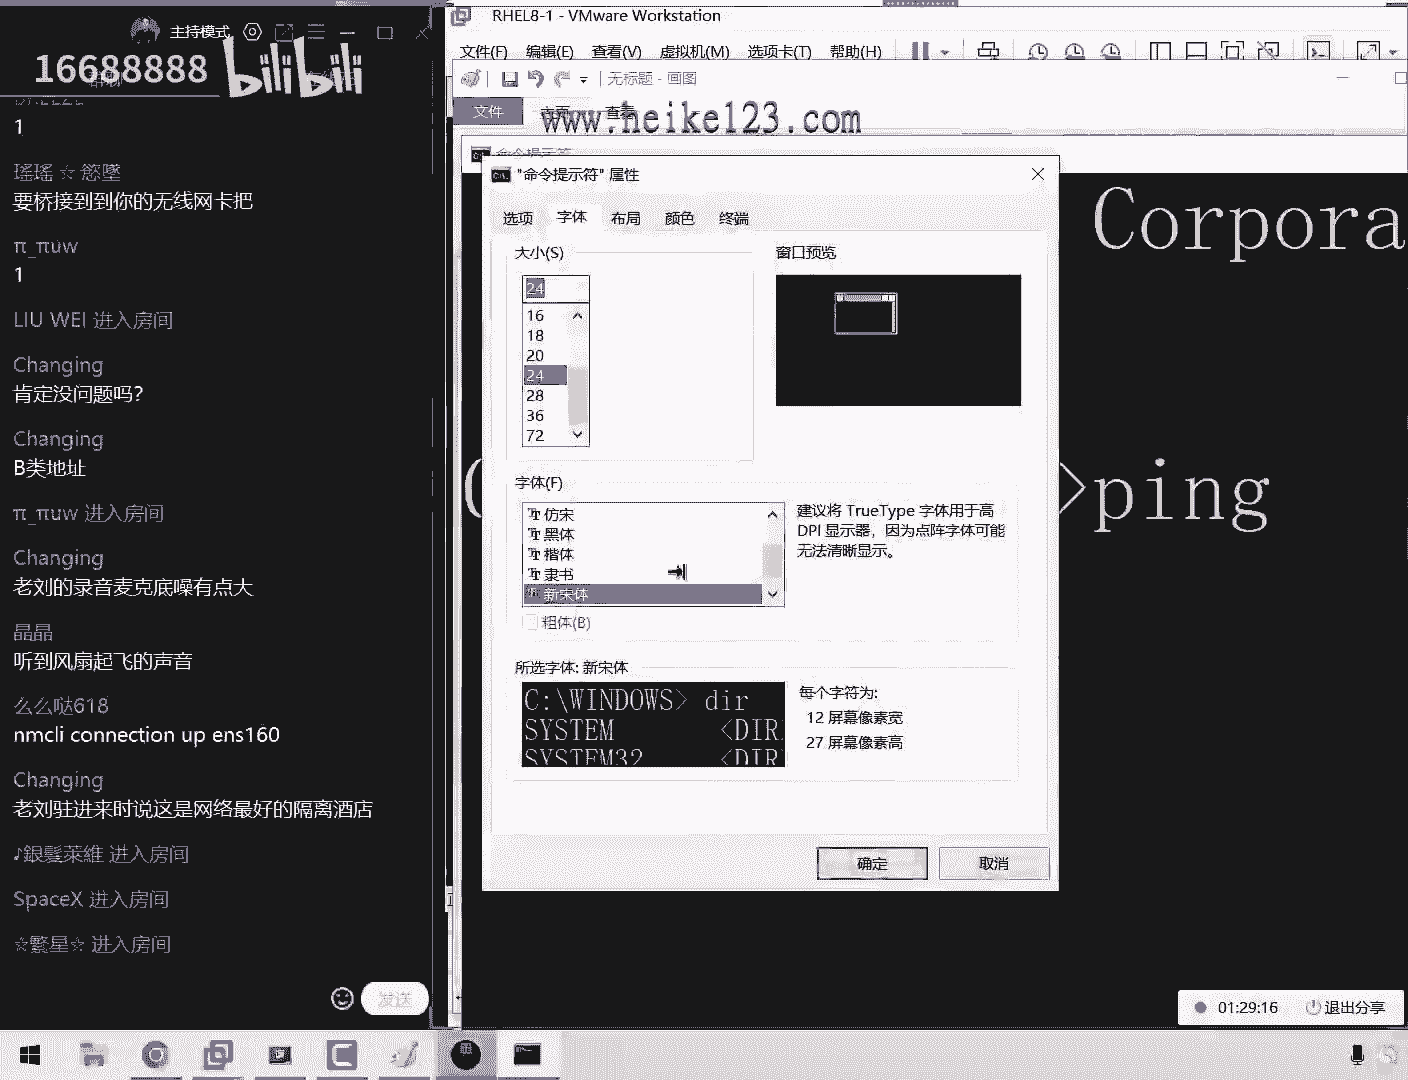 主持模式
16688888
bilibili
1
瑤瑤 ☆ 慾墜
要桥接到到你的无线网卡把
π_πuw
1
LIU WEI 进入房间
Changing
肯定没问题吗？
Changing
B类地址
π_πuw 进入房间
Changing
老刘的录音麦克底噪有点大
晶晶
听到风扇起飞的声音
么么哒618
nmcli connection up ens160
Changing
老刘驻进来时说这是网络最好的隔离酒店
♪銀髮萊維 进入房间
SpaceX 进入房间
☆繁星☆ 进入房间
发送
RHEL8-1 - VMware Workstation
文件(F) 编辑(E) 查看(V) 虚拟机(M) 选项卡(T) 帮助(H)
无标题 - 画图
文件 主页 查看
www.heike123.com
命令提示符
"命令提示符" 属性
选项 字体 布局 颜色 终端
大小(S)
24
16
18
20
24
28
36
72
窗口预览
字体(F)
仿宋
黑体
楷体
隶书
新宋体
粗体(B)
建议将 TrueType 字体用于高
DPI 显示器，因为点阵字体可能
无法清晰显示。
所选字体: 新宋体
C:\WINDOWS> dir
SYSTEM <DIR
SYSTEM32 <DIR
每个字符为:
12 屏幕像素宽
27 屏幕像素高
确定 取消
Corpora
>ping
01:29:16 退出分享